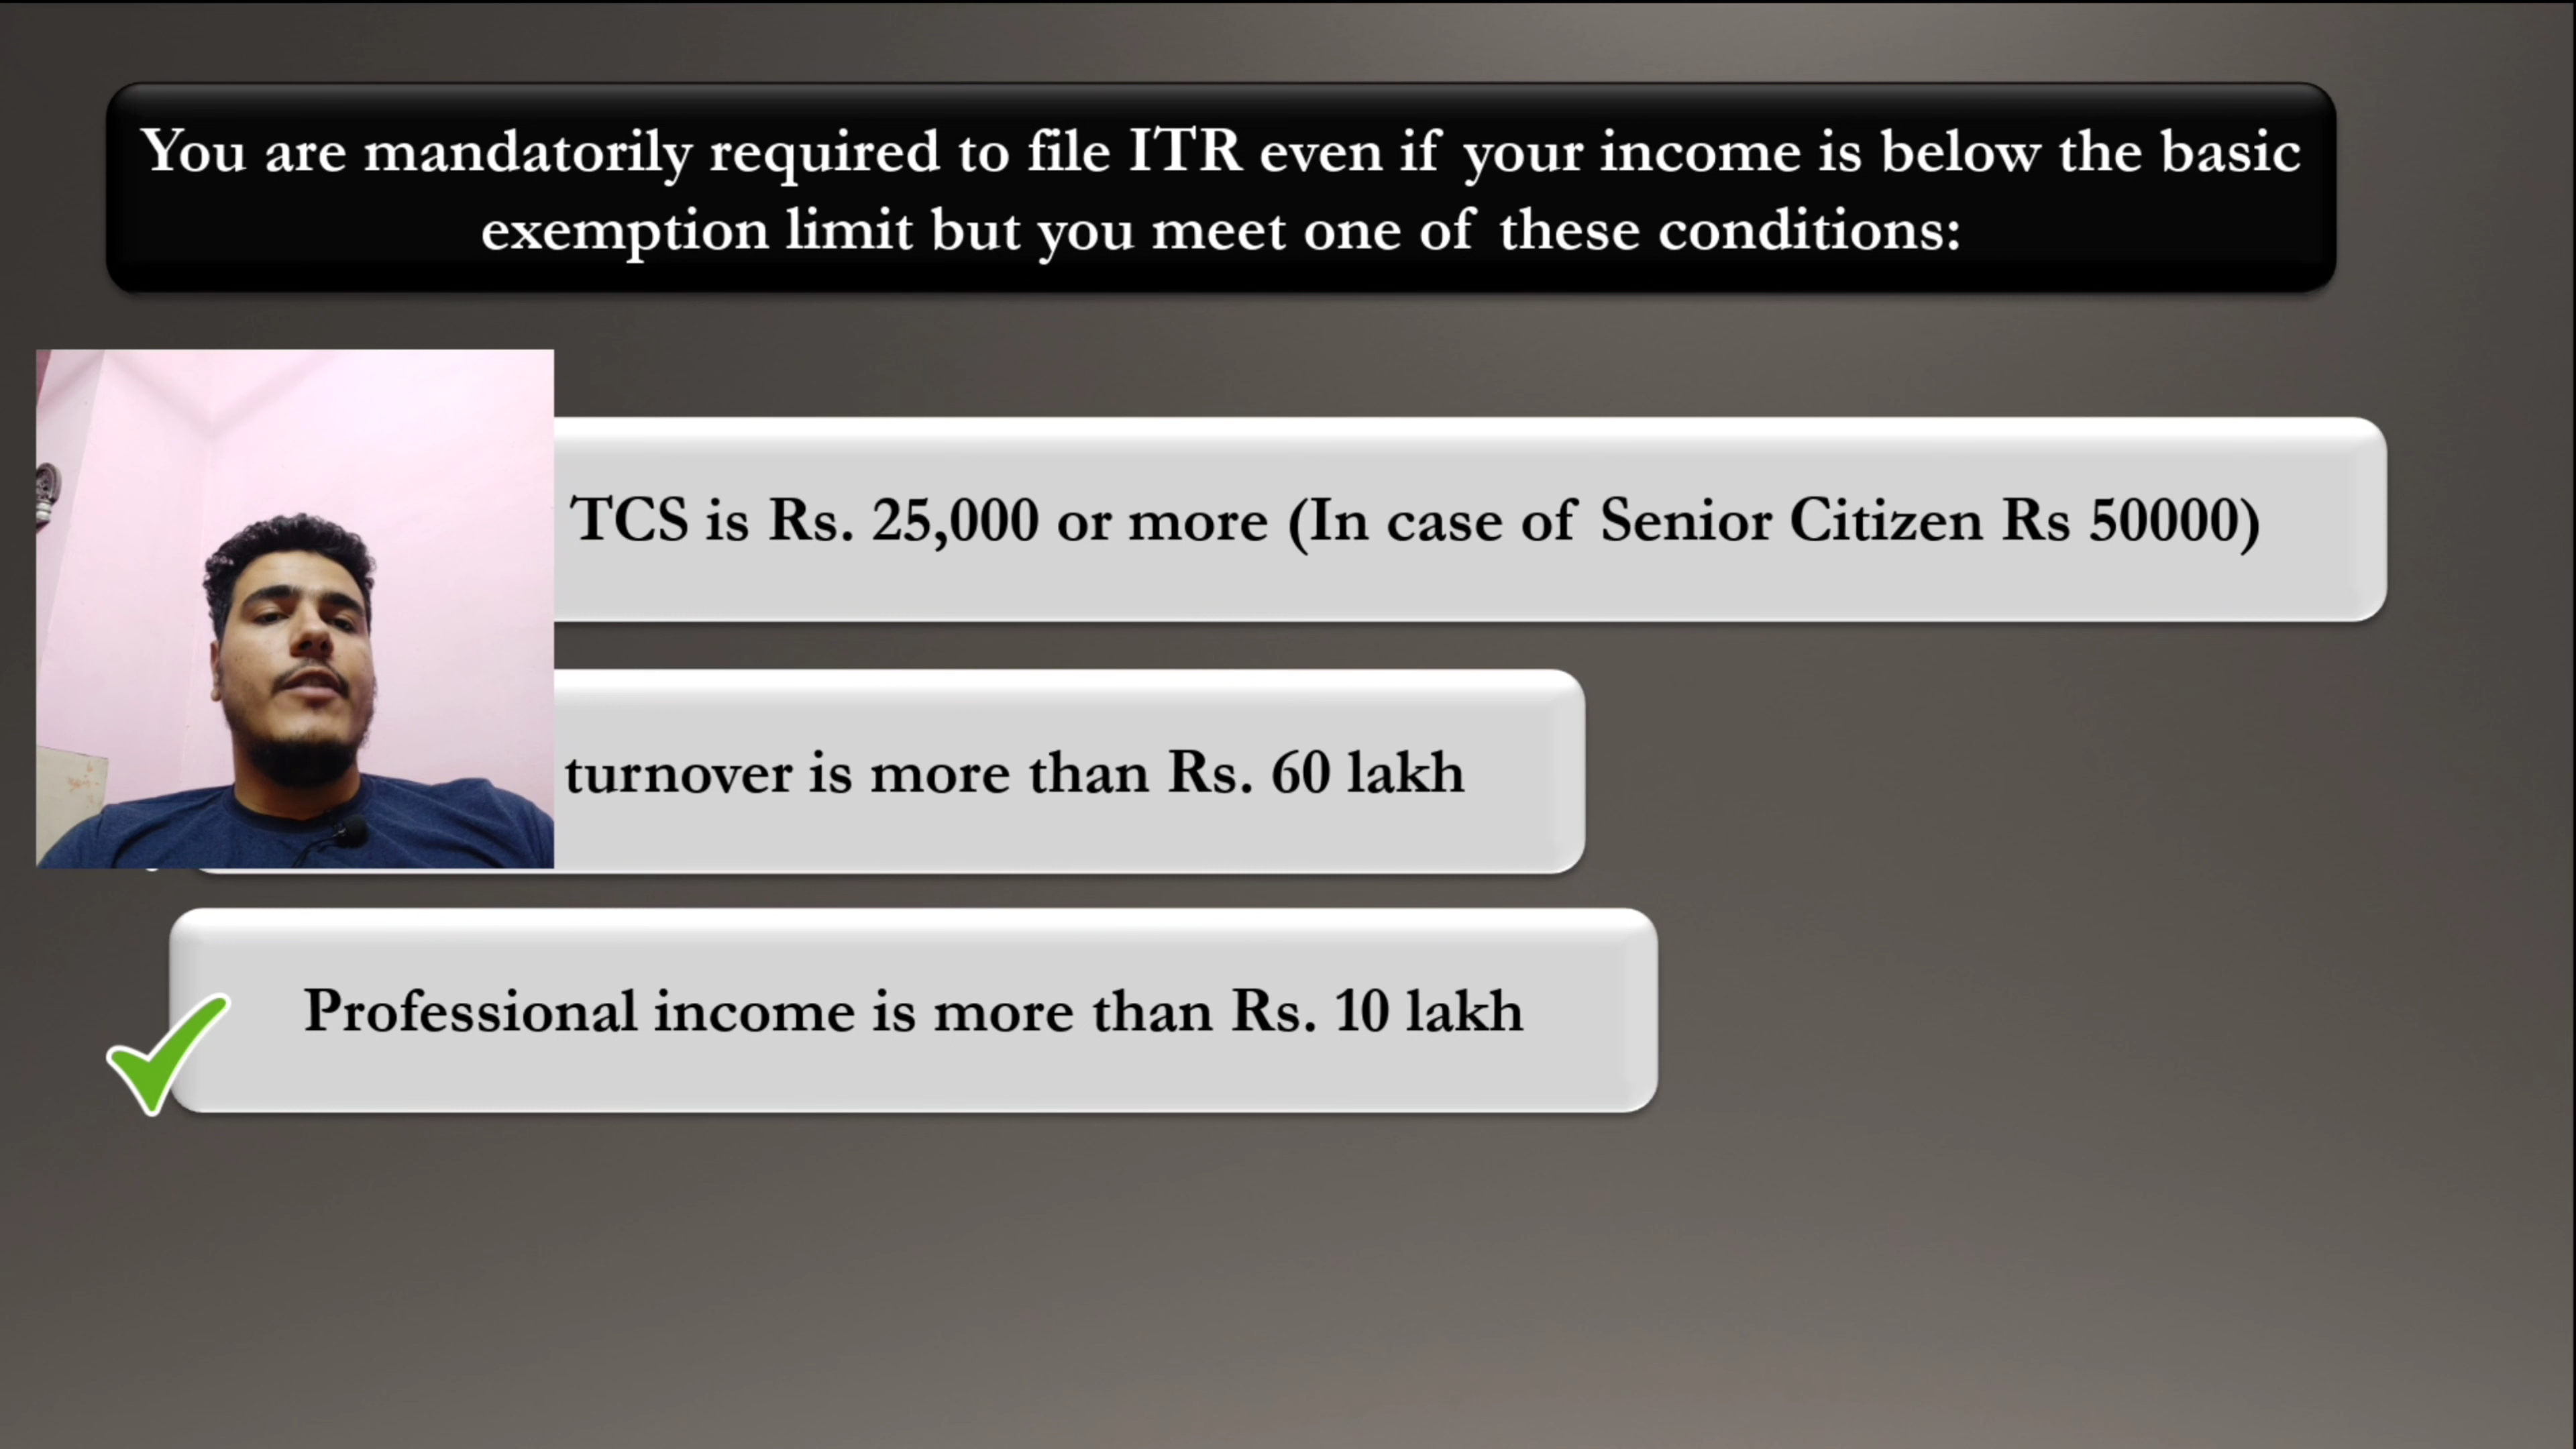 You are mandatorily required to file ITR even if your income is below the basic
exemption limit but you meet one of these conditions:
TCS is Rs. 25,000 or more (In case of Senior Citizen Rs 50000)
turnover is more than Rs. 60 lakh
Professional income is more than Rs. 10 lakh